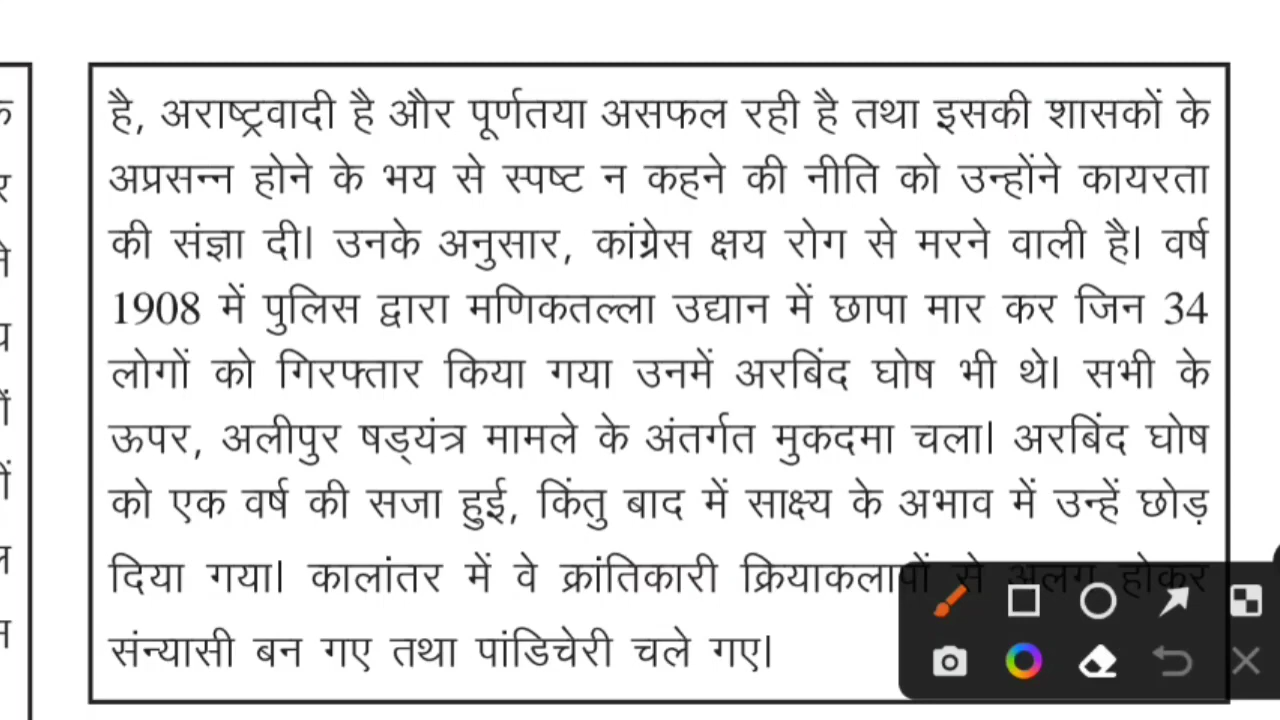 है, अराष्ट्रवादी है और पूर्णतया असफल रही है तथा इसकी शासकों के
अप्रसन्न होने के भय से स्पष्ट न कहने की नीति को उन्होंने कायरता
की संज्ञा दी। उनके अनुसार, कांग्रेस क्षय रोग से मरने वाली है। वर्ष
1908 में पुलिस द्वारा मणिकतल्ला उद्यान में छापा मार कर जिन 34
लोगों को गिरफ्तार किया गया उनमें अरबिंद घोष भी थे। सभी के
ऊपर, अलीपुर षड्यंत्र मामले के अंतर्गत मुकदमा चला। अरबिंद घोष
को एक वर्ष की सजा हुई, किंतु बाद में साक्ष्य के अभाव में उन्हें छोड़
दिया गया। कालांतर में वे क्रांतिकारी क्रियाकलापों से अलग होकर
संन्यासी बन गए तथा पांडिचेरी चले गए।